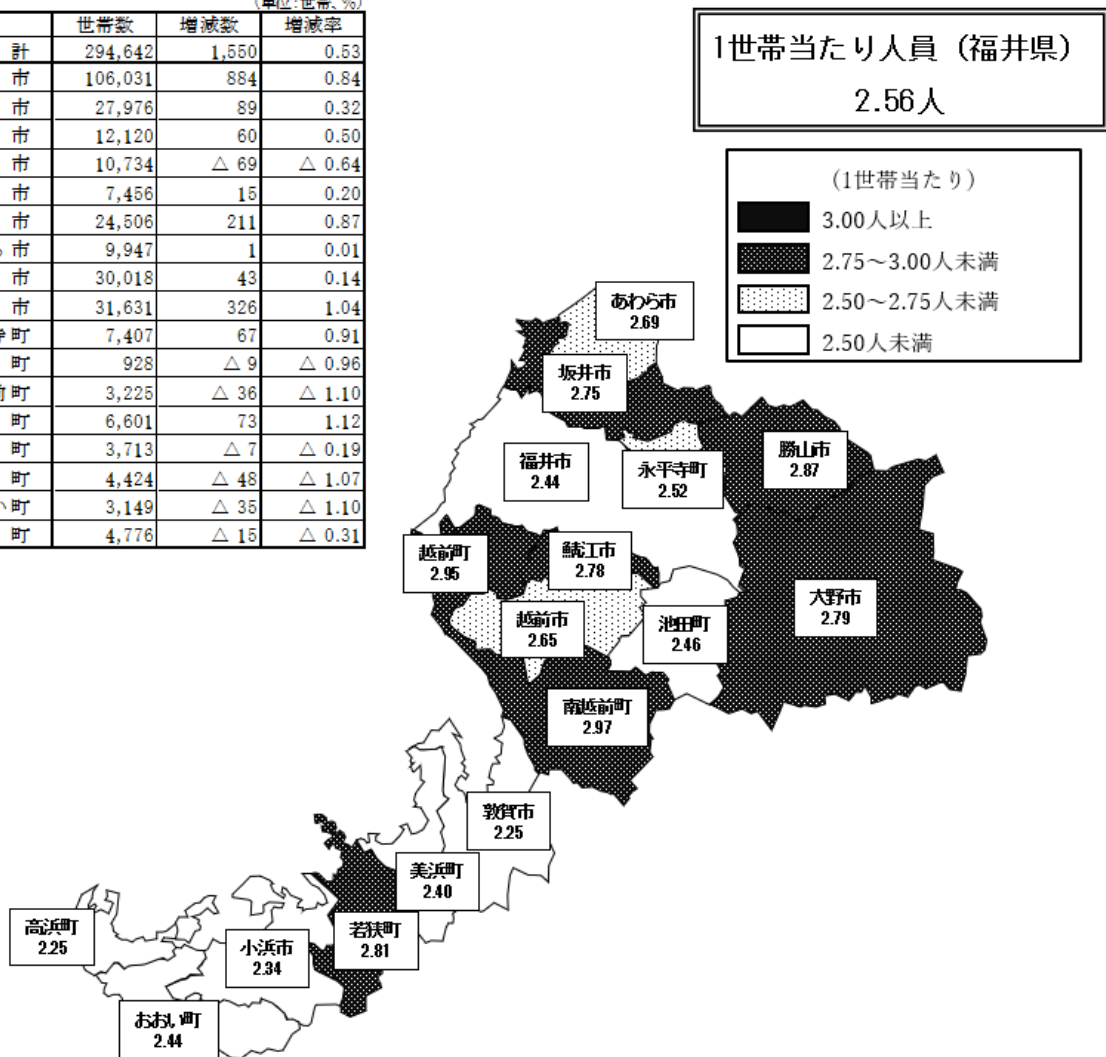 (単位:世帯、%)
世帯数 増減数 増減率
計 294,642 1,550 0.53
市 106,031 884 0.84
市 27,976 89 0.32
市 12,120 60 0.50
市 10,734 △ 69 △ 0.64
市 7,456 15 0.20
市 24,506 211 0.87
市 9,947 1 0.01
市 30,018 43 0.14
市 31,631 326 1.04
町 7,407 67 0.91
町 928 △ 9 △ 0.96
町 3,225 △ 36 △ 1.10
町 6,601 73 1.12
町 3,713 △ 7 △ 0.19
町 4,424 △ 48 △ 1.07
町 3,149 △ 35 △ 1.10
町 4,776 △ 15 △ 0.31
1世帯当たり人員(福井県)
2.56人
(1世帯当たり)
3.00人以上
2.75~3.00人未満
2.50~2.75人未満
2.50人未満
あわら市
2.69
坂井市
2.75
福井市
2.44
永平寺町
2.52
勝山市
2.87
越前町
2.95
鯖江市
2.78
大野市
2.79
越前市
2.65
池田町
2.46
南越前町
2.97
敦賀市
2.25
美浜町
2.40
高浜町
2.25
小浜市
2.34
若狭町
2.81
おおい町
2.44